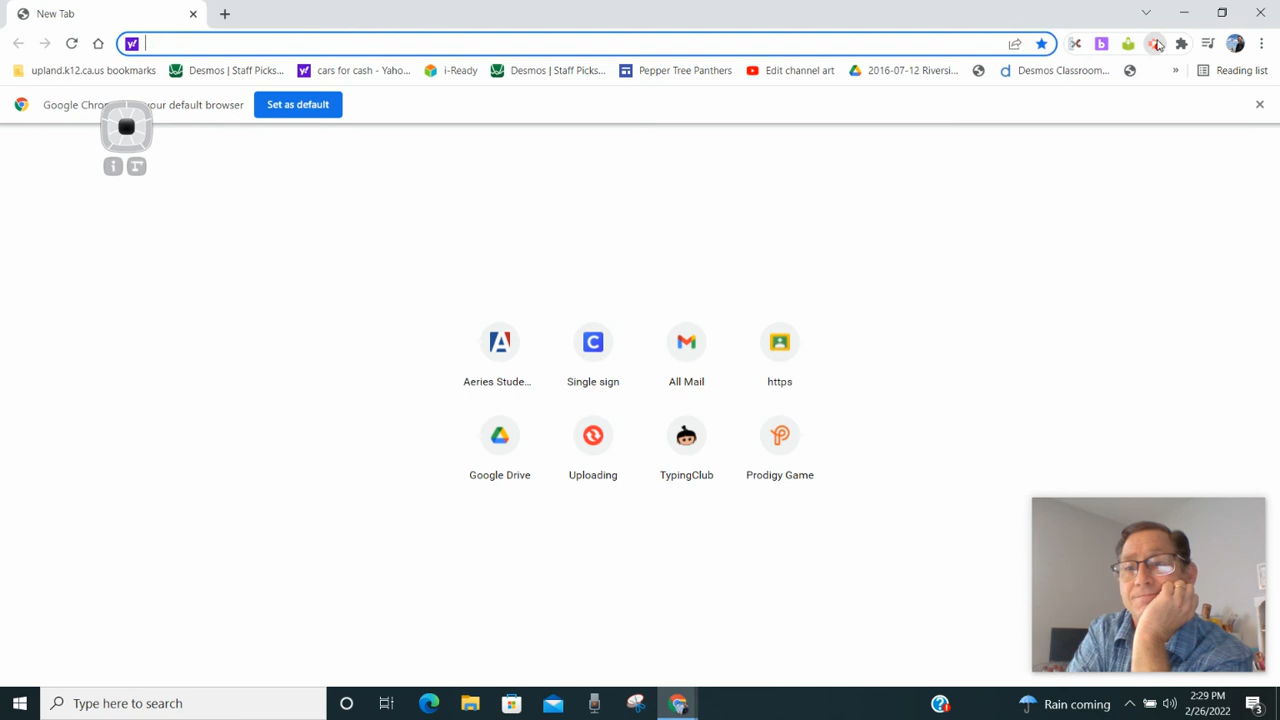 New Tab
upland.k12.ca.us bookmarks
Desmos | Staff Picks...
cars for cash - Yaho...
i-Ready
Desmos | Staff Picks...
Pepper Tree Panthers
Edit channel art
2016-07-12 Riversi...
Desmos Classroom...
»
Reading list
Google Chro
your default browser
Set as default
Aeries Stude...
Single sign
All Mail
https
Google Drive
Uploading
TypingClub
Prodigy Game
Type here to search
Rain coming
2:29 PM
2/26/2022
3